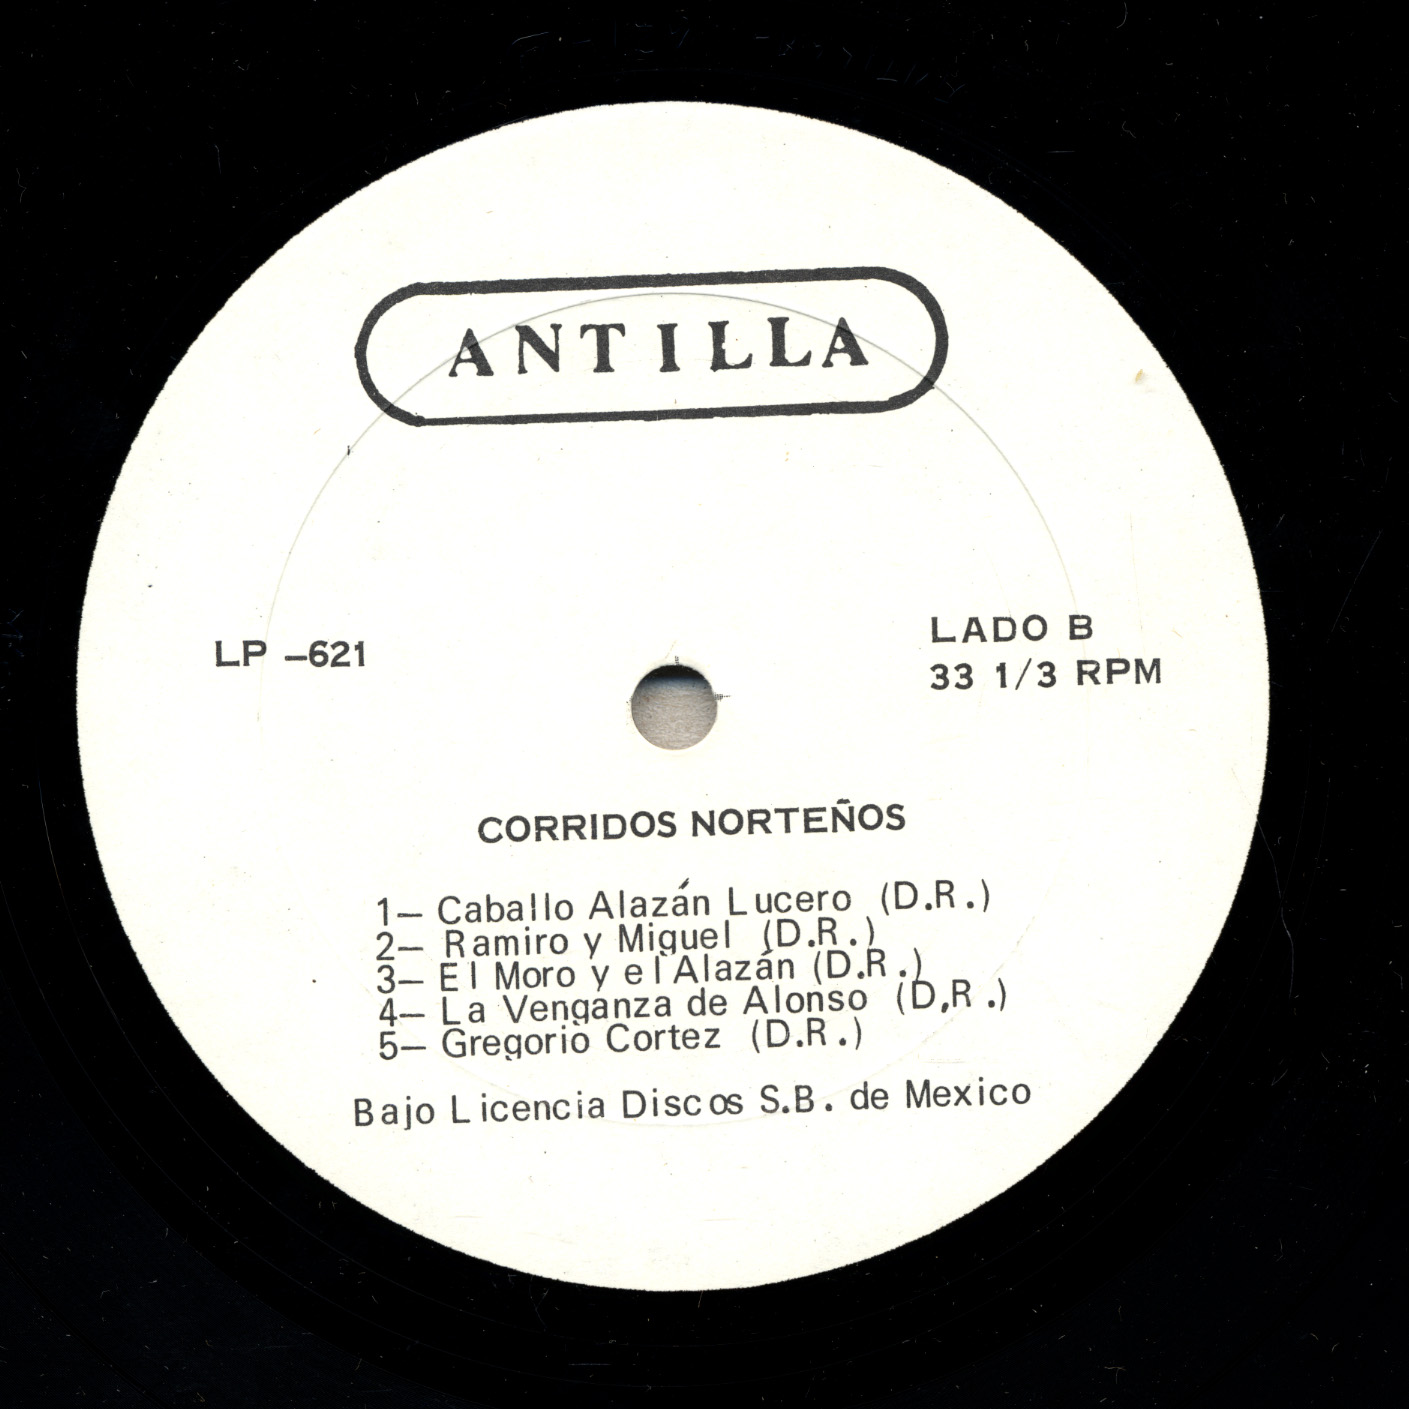 ANTILLA
LP -621
LADO B
33 1/3 RPM
CORRIDOS NORTEÑOS
1— Caballo Alazán Lucero (D.R.)
2— Ramiro y Miguel (D.R.)
3— El Moro y el Alazán (D.R.)
4— La Venganza de Alonso (D,R.)
5— Gregorio Cortez (D.R.)
Bajo Licencia Discos S.B. de Mexico